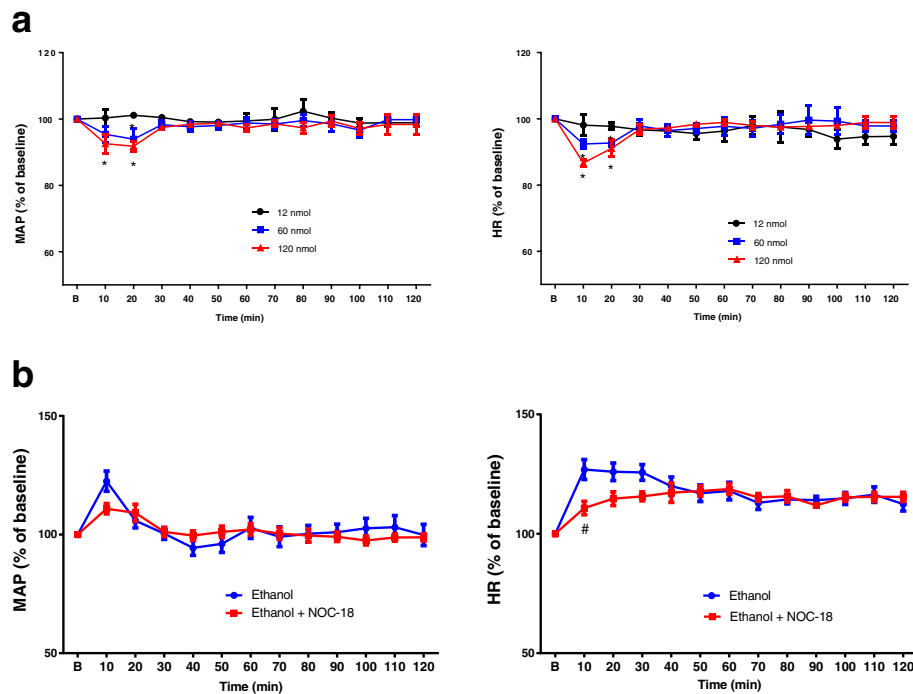 a
120
100
80
60
MAP (% of baseline)
*
*
*
12 nmol
60 nmol
120 nmol
B 10 20 30 40 50 60 70 80 90 100 110 120
Time (min)
120
100
80
60
HR (% of baseline)
*
*
*
*
12 nmol
60 nmol
120 nmol
B 10 20 30 40 50 60 70 80 90 100 110 120
Time (min)
b
150
100
50
MAP (% of baseline)
Ethanol
Ethanol + NOC-18
B 10 20 30 40 50 60 70 80 90 100 110 120
Time (min)
150
100
50
HR (% of baseline)
#
Ethanol
Ethanol + NOC-18
B 10 20 30 40 50 60 70 80 90 100 110 120
Time (min)